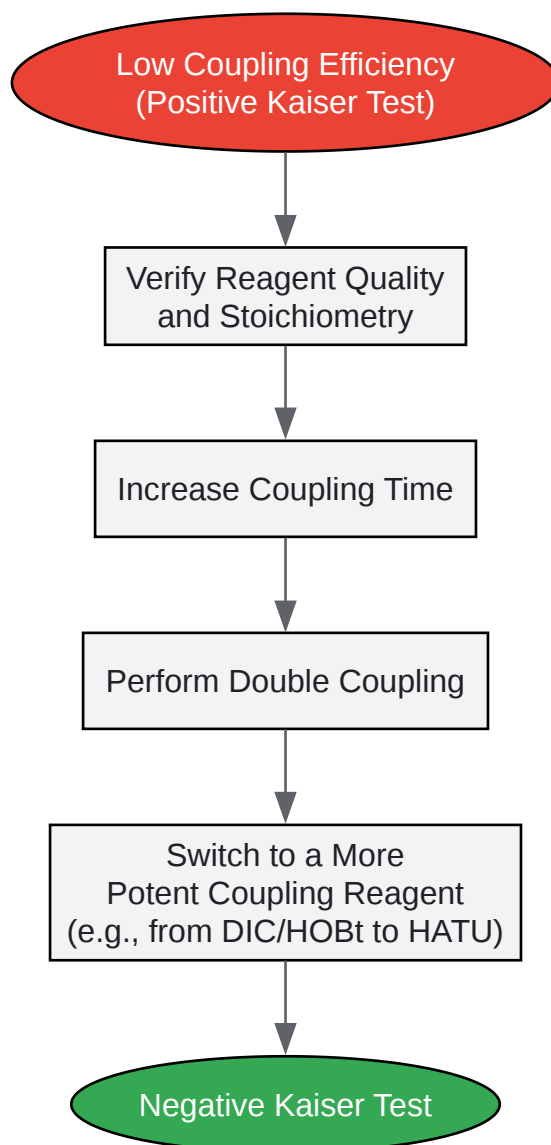 Low Coupling Efficiency
(Positive Kaiser Test)
Verify Reagent Quality
and Stoichiometry
Increase Coupling Time
Perform Double Coupling
Switch to a More
Potent Coupling Reagent
(e.g., from DIC/HOBt to HATU)
Negative Kaiser Test